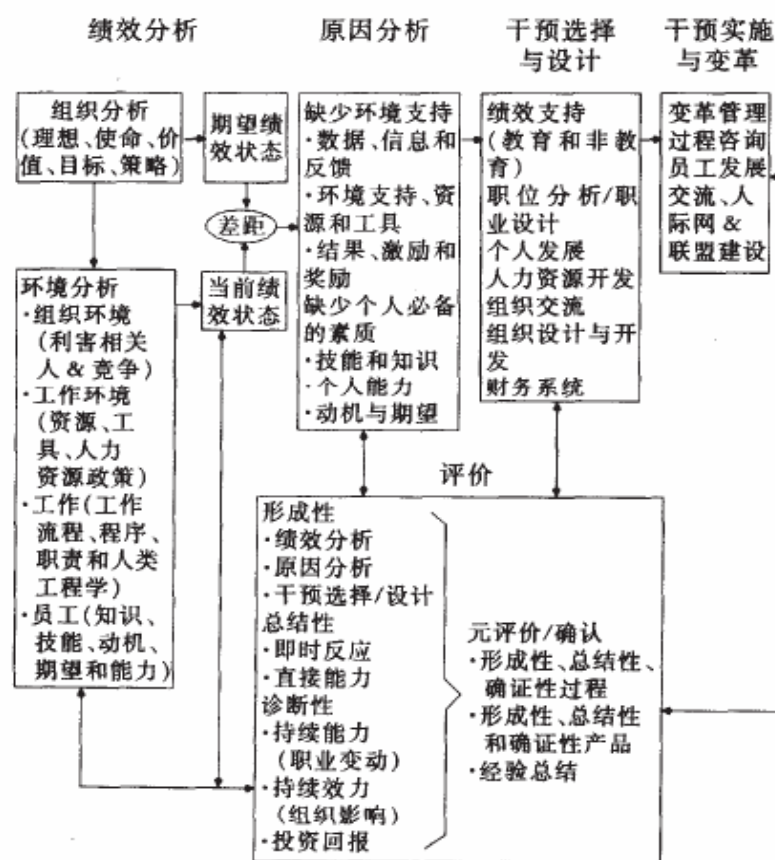 绩效分析
原因分析
干预选择
与设计
干预实施
与变革
组织分析
(理想、使命、价
值、目标、策略)
期望绩
效状态
差距
当前绩
效状态
环境分析
·组织环境
(利害相关
人 & 竞争)
·工作环境
(资源、工
具、人力
资源政策)
·工作(工作
流程、程序、
职责和人类
工程学)
·员工(知识、
技能、动机、
期望和能力)
缺少环境支持
·数据、信息和
反馈
·环境支持、资
源和工具
·结果、激励和
奖励
缺少个人必备
的素质
·技能和知识
·个人能力
·动机与期望
绩效支持
(教育和非教
育)
职位分析/职
业设计
个人发展
人力资源开发
组织交流
组织设计与开
发
财务系统
变革管理
过程咨询
员工发展
交流、人
际网 &
联盟建设
评价
形成性
·绩效分析
·原因分析
·干预选择/设计
总结性
·即时反应
·直接能力
诊断性
·持续能力
(职业变动)
·持续效力
(组织影响)
·投资回报
元评价/确认
·形成性、总结性、
确证性过程
·形成性、总结性
和确证性产品
·经验总结